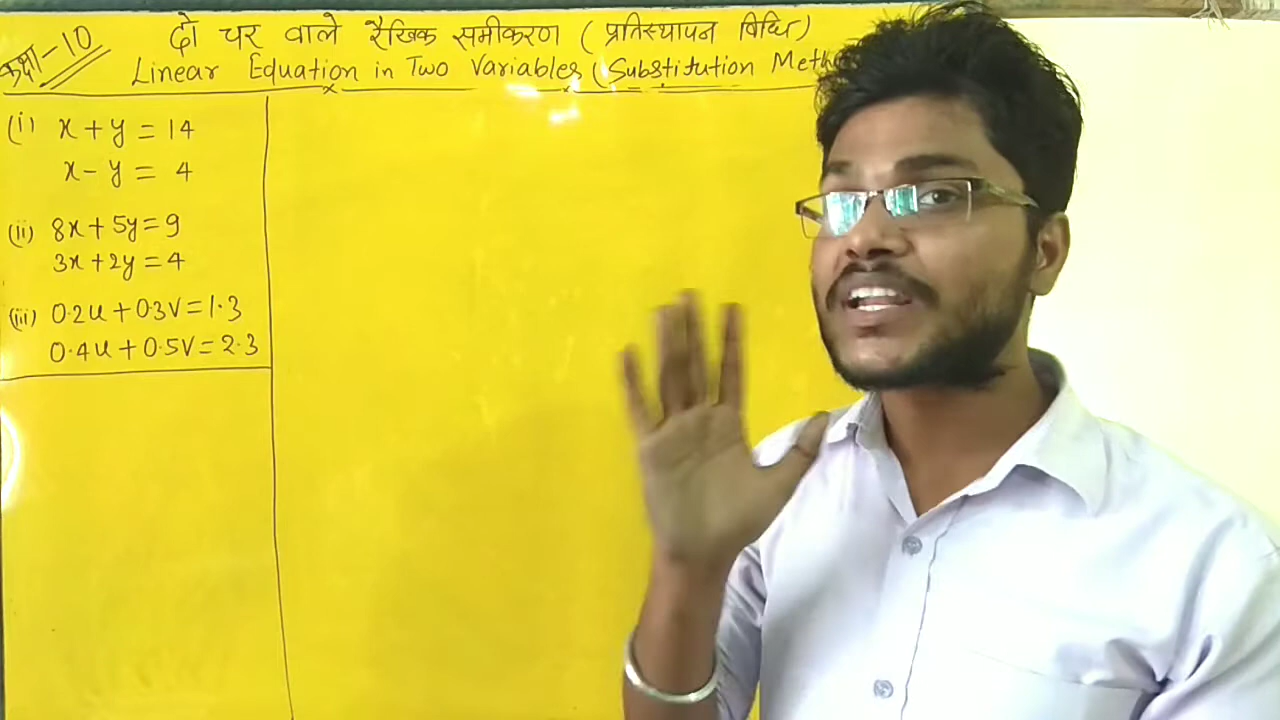 कक्षा-10
दो चर वाले रैखिक समीकरण (प्रतिस्थापन विधि)
Linear Equation in Two Variables (Substitution
(i) x + y = 14
x - y = 4
(ii) 8x + 5y = 9
3x + 2y = 4
(iii) 0.2u + 0.3v = 1.3
0.4u + 0.5v = 2.3